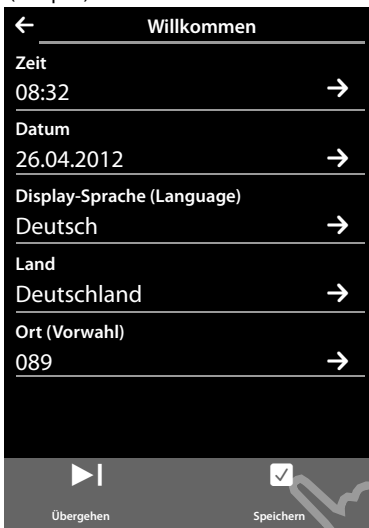 Willkommen
Zeit
08:32
Datum
26.04.2012
Display-Sprache (Language)
Deutsch
Land
Deutschland
Ort (Vorwahl)
089
Übergehen Speichern